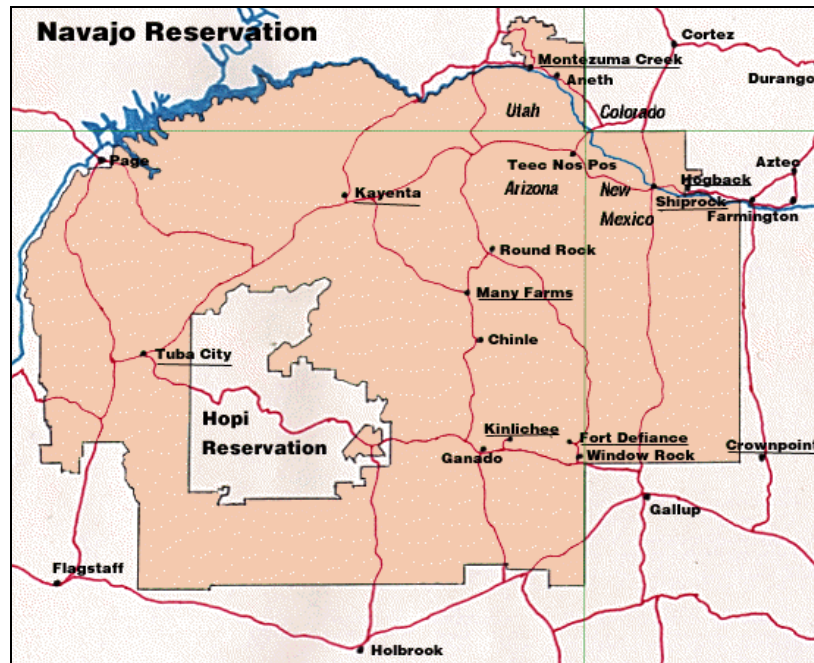 Navajo Reservation
Cortez
Montezuma Creek
Aneth
Durango
Utah
Colorado
Page
Teec Nos Pos
Aztec
Kayenta
Arizona
New
Mexico
Hogback
Shiprock
Farmington
Round Rock
Many Farms
Chinle
Tuba City
Hopi
Reservation
Kinlichee
Fort Defiance
Ganado
Window Rock
Crownpoint
Gallup
Flagstaff
Holbrook